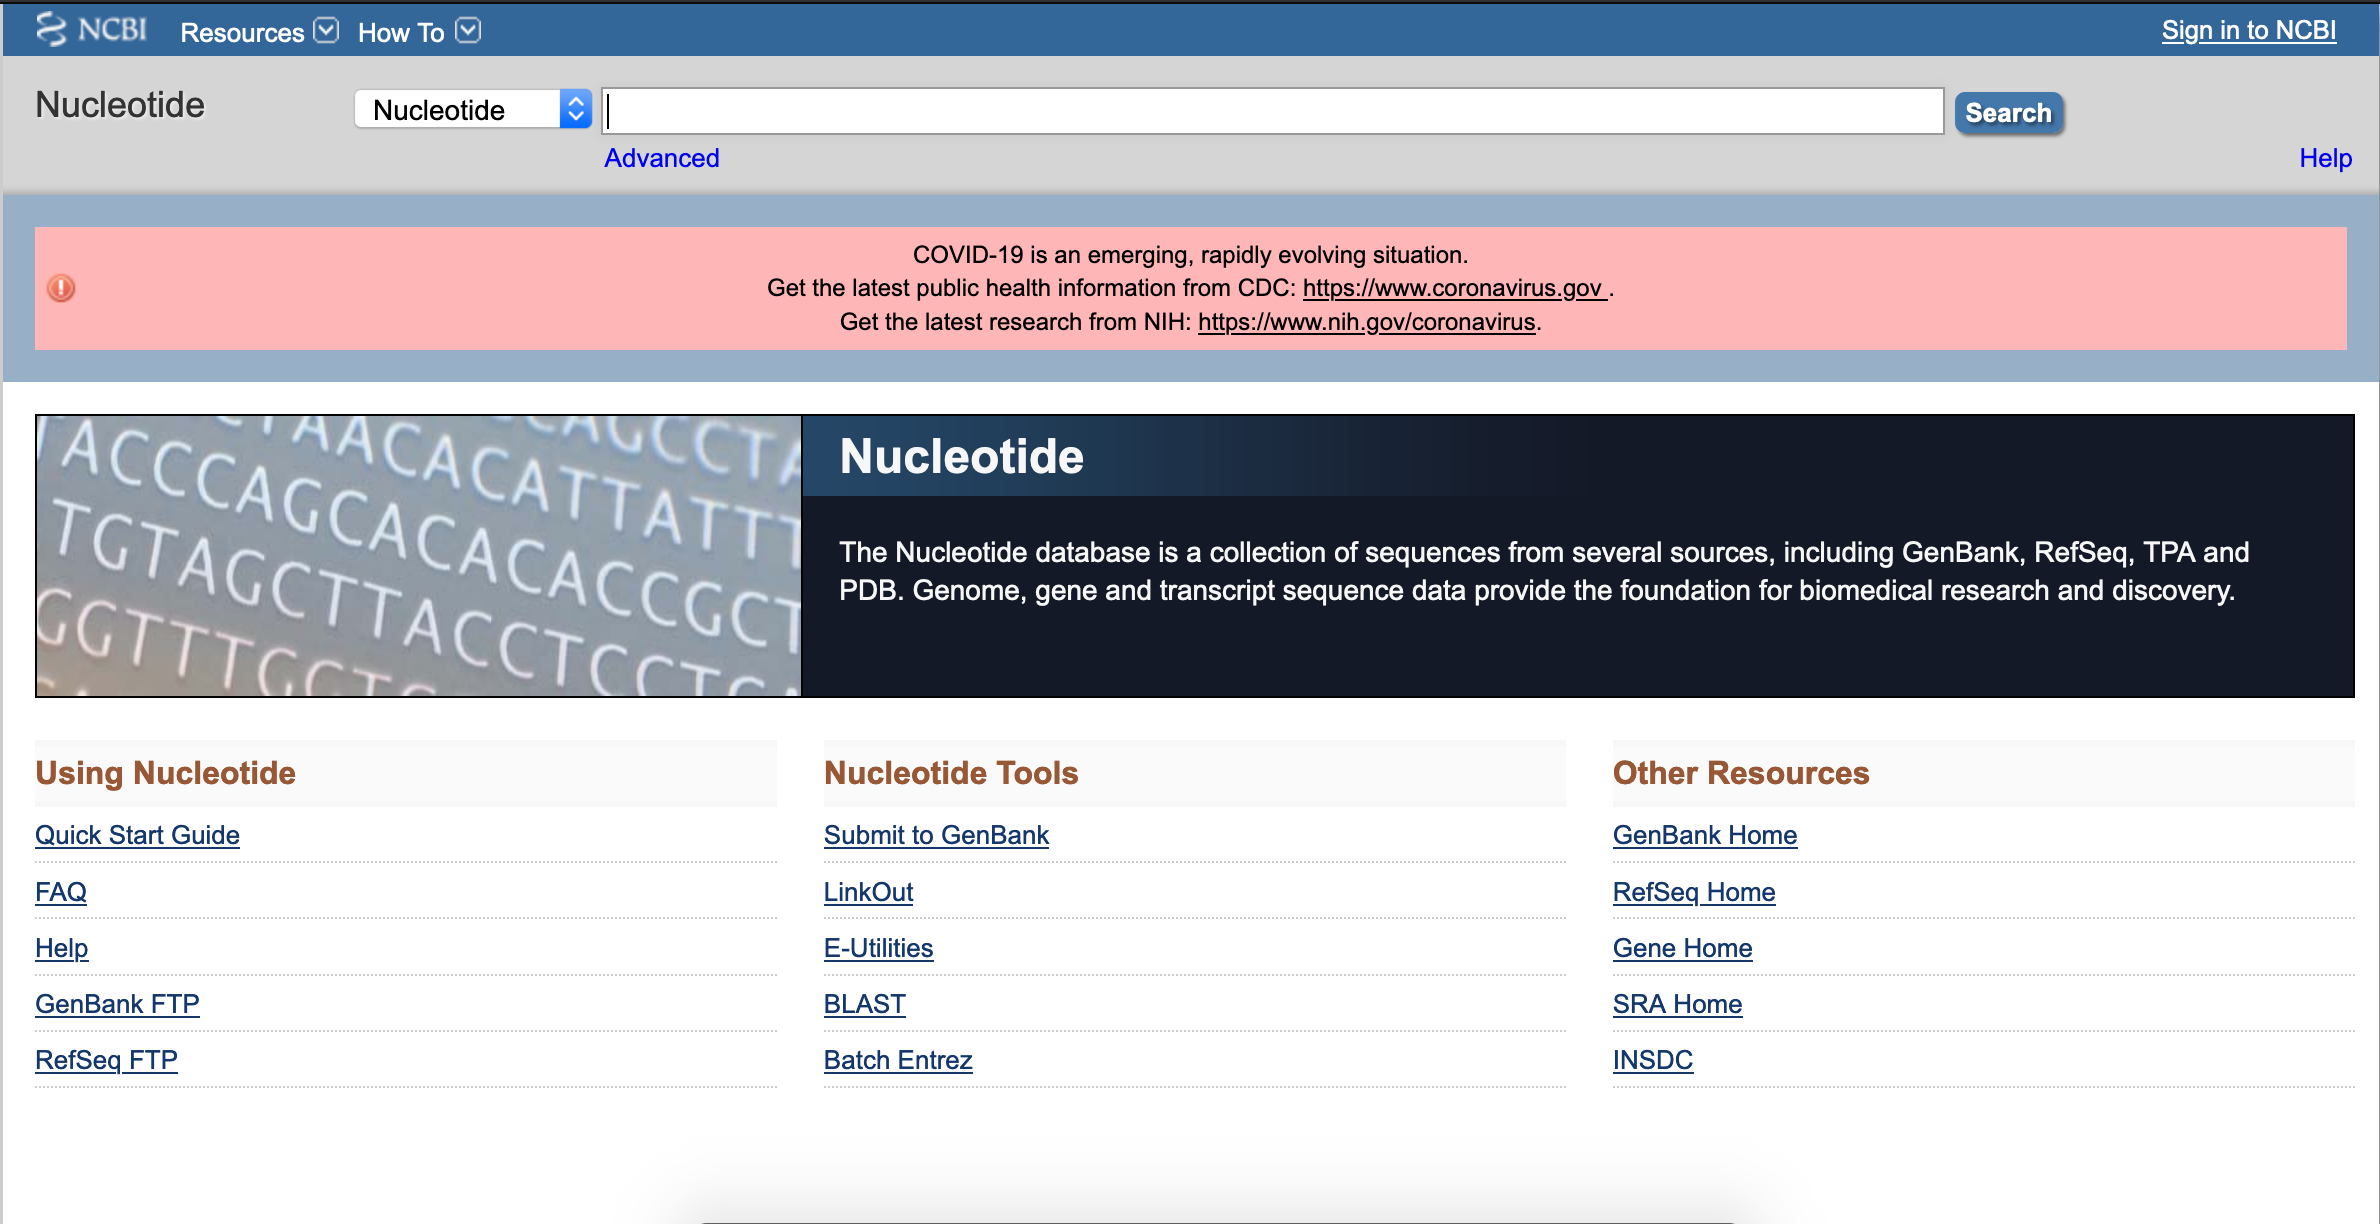 NCBI Resources How To Sign in to NCBI
Nucleotide Nucleotide Search
Advanced Help
COVID-19 is an emerging, rapidly evolving situation.
Get the latest public health information from CDC: https://www.coronavirus.gov .
Get the latest research from NIH: https://www.nih.gov/coronavirus.
TAACACATTATTT
ACCCAGCACACACCGCT
TGTAGCTTACCTCCT
Nucleotide
The Nucleotide database is a collection of sequences from several sources, including GenBank, RefSeq, TPA and
PDB. Genome, gene and transcript sequence data provide the foundation for biomedical research and discovery.
Using Nucleotide
Quick Start Guide
FAQ
Help
GenBank FTP
RefSeq FTP
Nucleotide Tools
Submit to GenBank
LinkOut
E-Utilities
BLAST
Batch Entrez
Other Resources
GenBank Home
RefSeq Home
Gene Home
SRA Home
INSDC